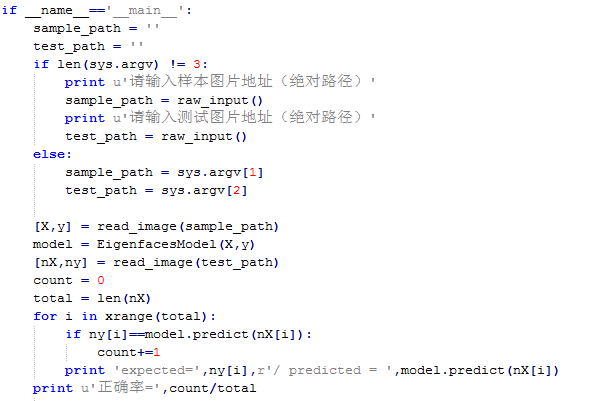 if __name__=='__main__':
    sample_path = ''
    test_path = ''
    if len(sys.argv) != 3:
        print u'请输入样本图片地址（绝对路径）'
        sample_path = raw_input()
        print u'请输入测试图片地址（绝对路径）'
        test_path = raw_input()
    else:
        sample_path = sys.argv[1]
        test_path = sys.argv[2]
    [X,y] = read_image(sample_path)
    model = EigenfacesModel(X,y)
    [nX,ny] = read_image(test_path)
    count = 0
    total = len(nX)
    for i in xrange(total):
        if ny[i]==model.predict(nX[i]):
            count+=1
        print 'expected=',ny[i],r'/ predicted = ',model.predict(nX[i])
    print u'正确率=',count/total